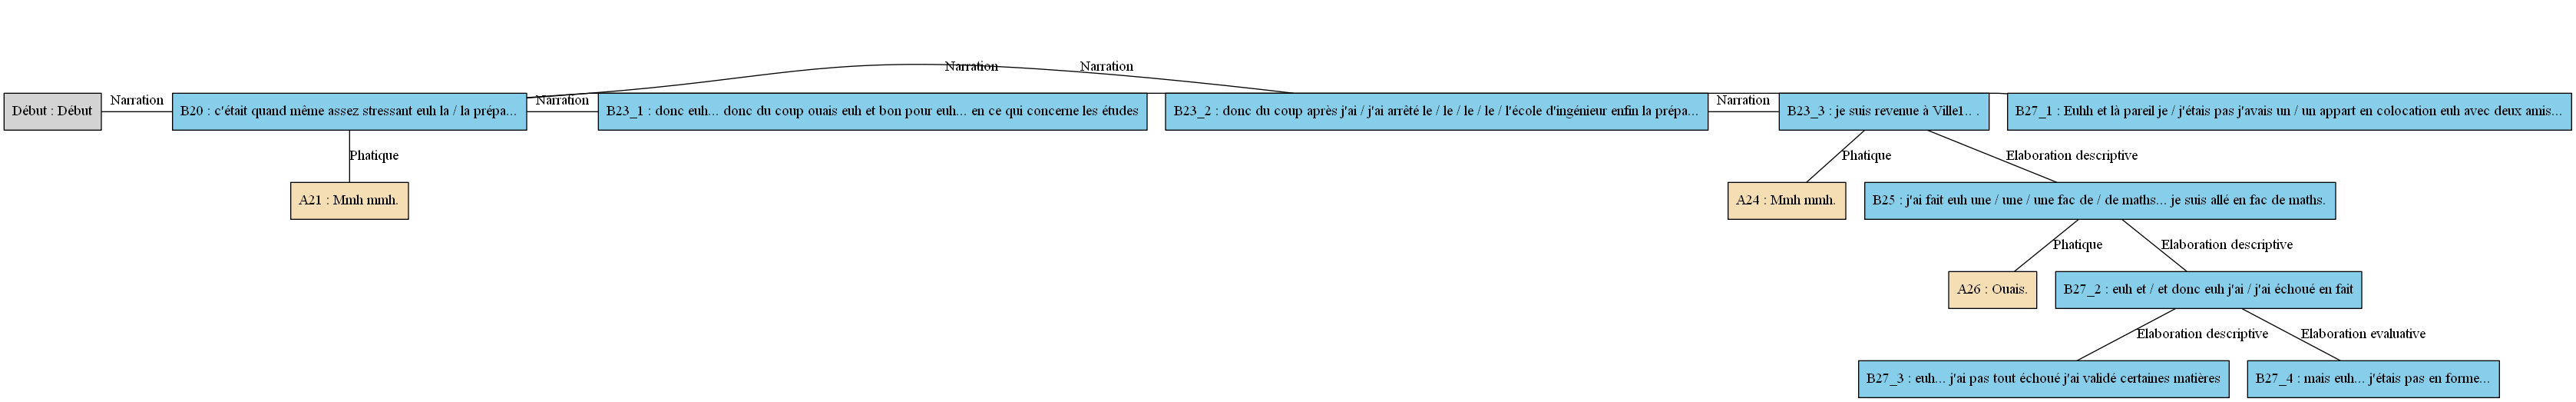 Narration
Narration
Début : Début
Narration
B20 : c'était quand même assez stressant euh la / la prépa...
Narration
B23_1 : donc euh... donc du coup ouais euh et bon pour euh... en ce qui concerne les études
B23_2 : donc du coup après j'ai / j'ai arrêté le / le / le / le / l'école d'ingénieur enfin la prépa...
Narration
B23_3 : je suis revenue à Ville1.. .
B27_1 : Euhh et là pareil je / j'étais pas j'avais un / un appart en colocation euh avec deux amis...
Phatique
Phatique
Elaboration descriptive
A21 : Mmh mmh.
A24 : Mmh mmh.
B25 : j'ai fait euh une / une / une fac de / de maths... je suis allé en fac de maths.
Phatique
Elaboration descriptive
A26 : Ouais.
B27_2 : euh et / et donc euh j'ai / j'ai échoué en fait
Elaboration descriptive
Elaboration evaluative
B27_3 : euh... j'ai pas tout échoué j'ai validé certaines matières
B27_4 : mais euh... j'étais pas en forme...